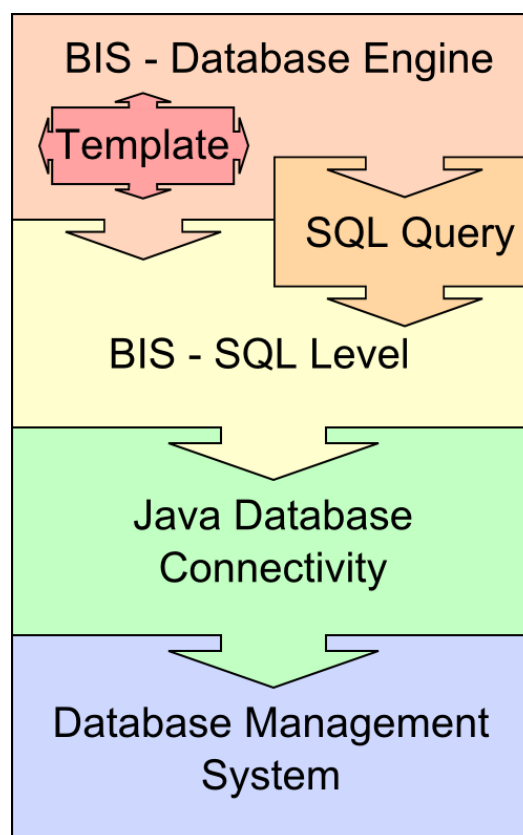 BIS - Database Engine
Template
SQL Query
BIS - SQL Level
Java Database
Connectivity
Database Management
System